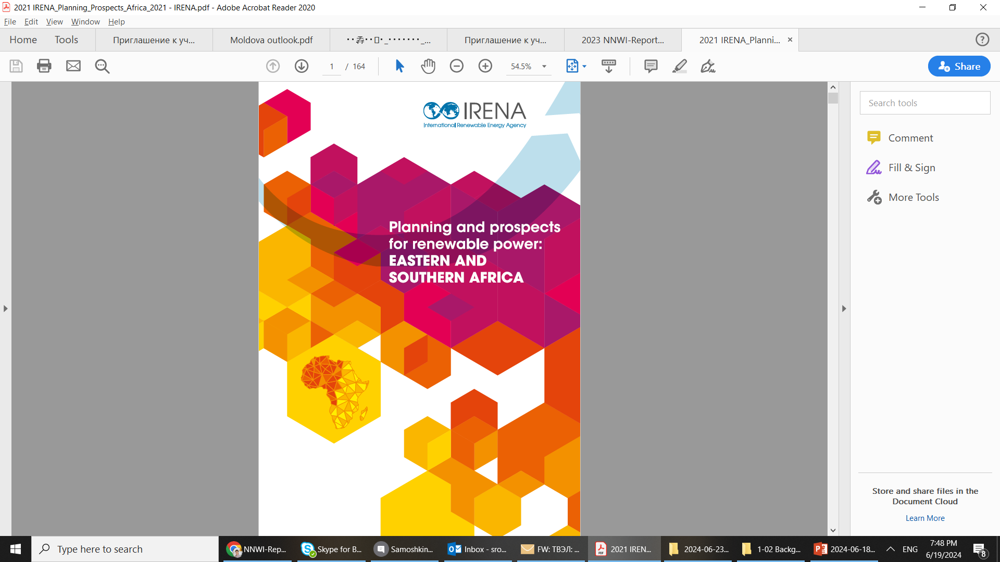 2021 IRENA_Planning_Prospects_Africa_2021 - IRENA.pdf - Adobe Acrobat Reader 2020
File Edit View Window Help
Home Tools Приглашение к уч... Moldova outlook.pdf Приглашение к уч... 2023 NNWI-Report... 2021 IRENA_Planni...
1 / 164 54.5% Share
IRENA
International Renewable Energy Agency
Planning and prospects
for renewable power:
EASTERN AND
SOUTHERN AFRICA
Search tools
Comment
Fill & Sign
More Tools
Store and share files in the
Document Cloud
Learn More
Type here to search NNWI-Rep... Skype for B... Samoshkin... Inbox - sro... FW: ТВЭЛ: ... 2021 IREN... 2024-06-23... 1-02 Backg... 2024-06-18... ENG 7:48 PM
6/19/2024 8